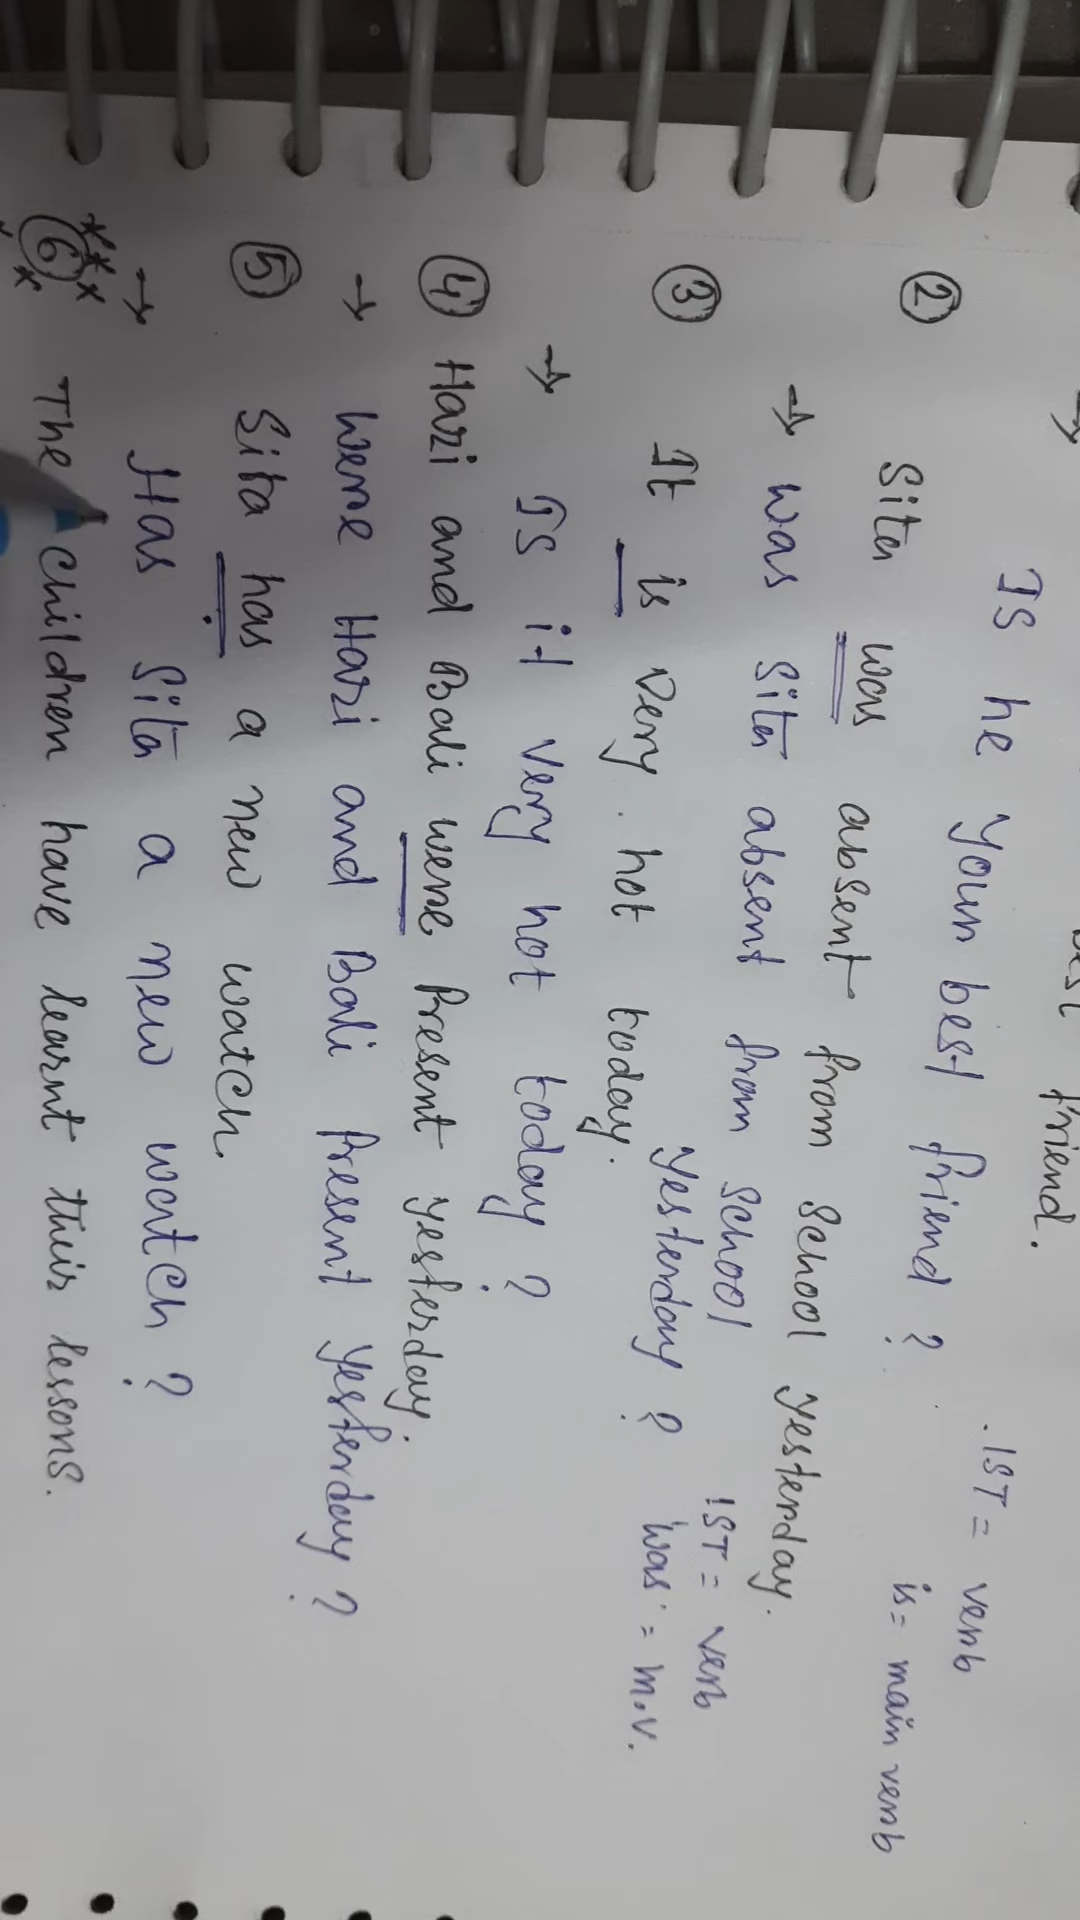 friend.
→ Is he your best friend ?
1ST = verb
is = main verb
② Sita was absent from school yesterday.
→ was Sita absent from school
yesterday ?
1ST = verb
was = m.v.
③ It is very hot today.
→ Is it very hot today ?
④ Hari and Bali were Present yesterday.
→ were Hari and Bali Present yesterday ?
⑤ Sita has a new watch.
→ Has Sita a new watch ?
⑥ The children have learnt their lessons.